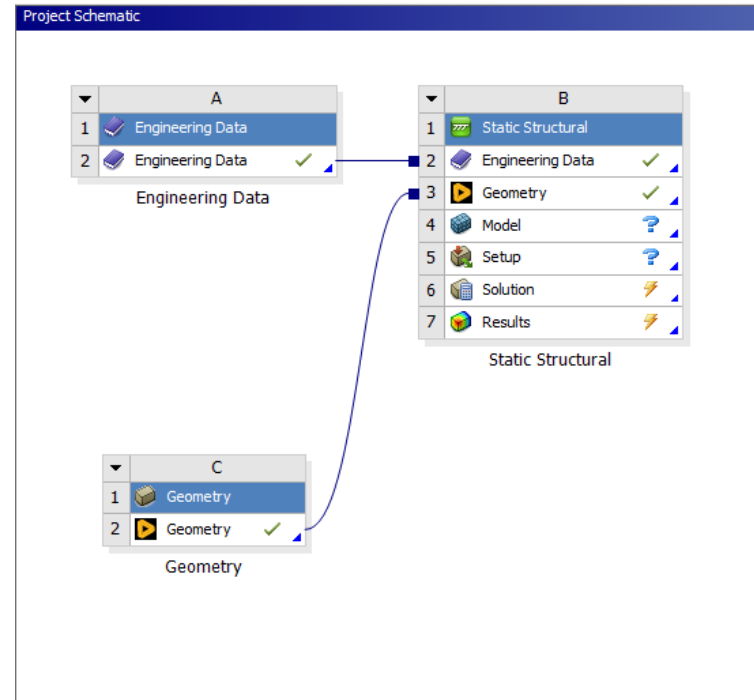 Project Schematic
A
1 Engineering Data
2 Engineering Data
Engineering Data
B
1 Static Structural
2 Engineering Data
3 Geometry
4 Model ?
5 Setup ?
6 Solution
7 Results
Static Structural
C
1 Geometry
2 Geometry
Geometry